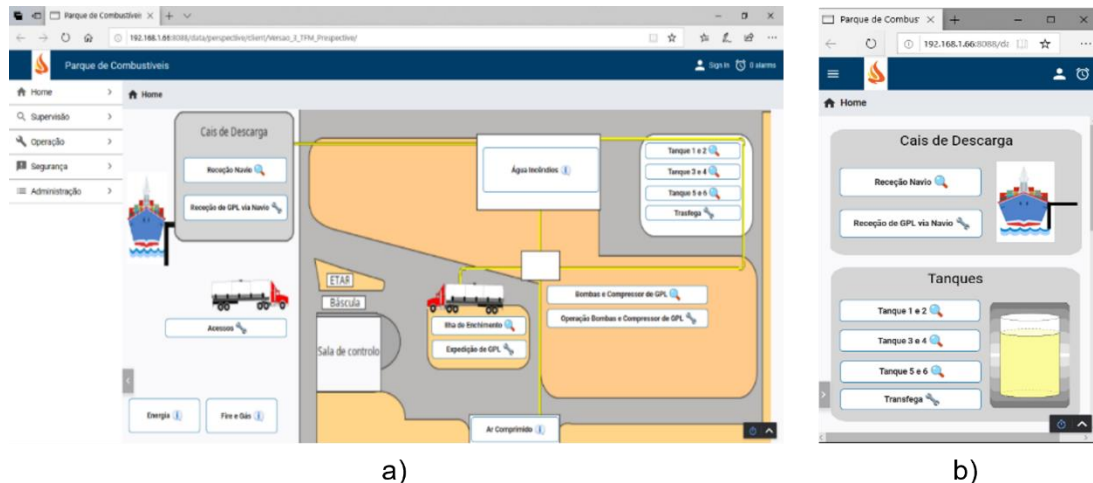 Parque de Combustíveis
192.168.1.66:8088/data/perspective/client/Versao_3_TFM_Prespective/
Parque de Combustíveis
Sign In
0 alarms
Home
Supervisão
Operação
Segurança
Administração
Home
Cais de Descarga
Receção Navio
Receção de GPL via Navio
Água Incêndios
Tanque 1 e 2
Tanque 3 e 4
Tanque 5 e 6
Trasfega
ETAR
Báscula
Sala de controlo
Acessos
Ilha de Enchimento
Expedição de GPL
Bombas e Compressor de GPL
Operação Bombas e Compressor de GPL
Energia
Fire e Gás
Ar Comprimido
a)
Parque de Combus
192.168.1.66:8088/da
Home
Cais de Descarga
Receção Navio
Receção de GPL via Navio
Tanques
Tanque 1 e 2
Tanque 3 e 4
Tanque 5 e 6
Transfega
b)